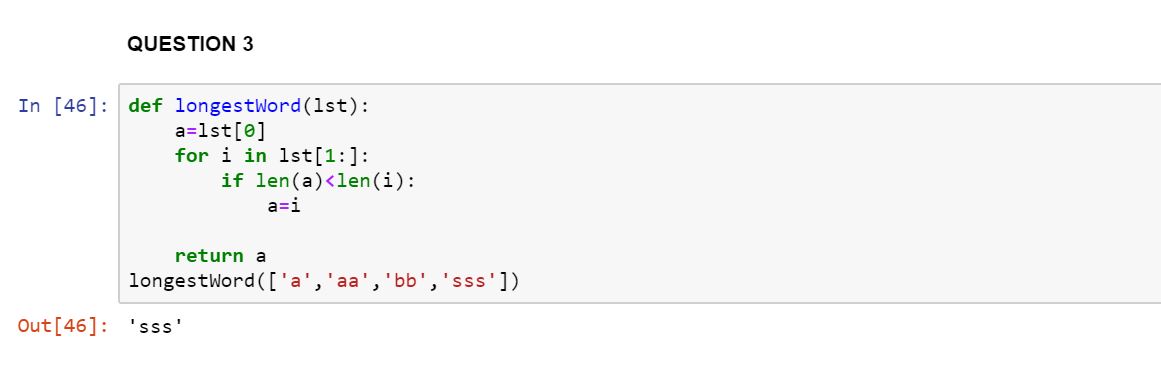 QUESTION 3
In [46]: def longestWord(lst):
    a=lst[0]
    for i in lst[1:]:
        if len(a)<len(i):
            a=i
    return a
longestWord(['a','aa','bb','sss'])
Out[46]: 'sss'